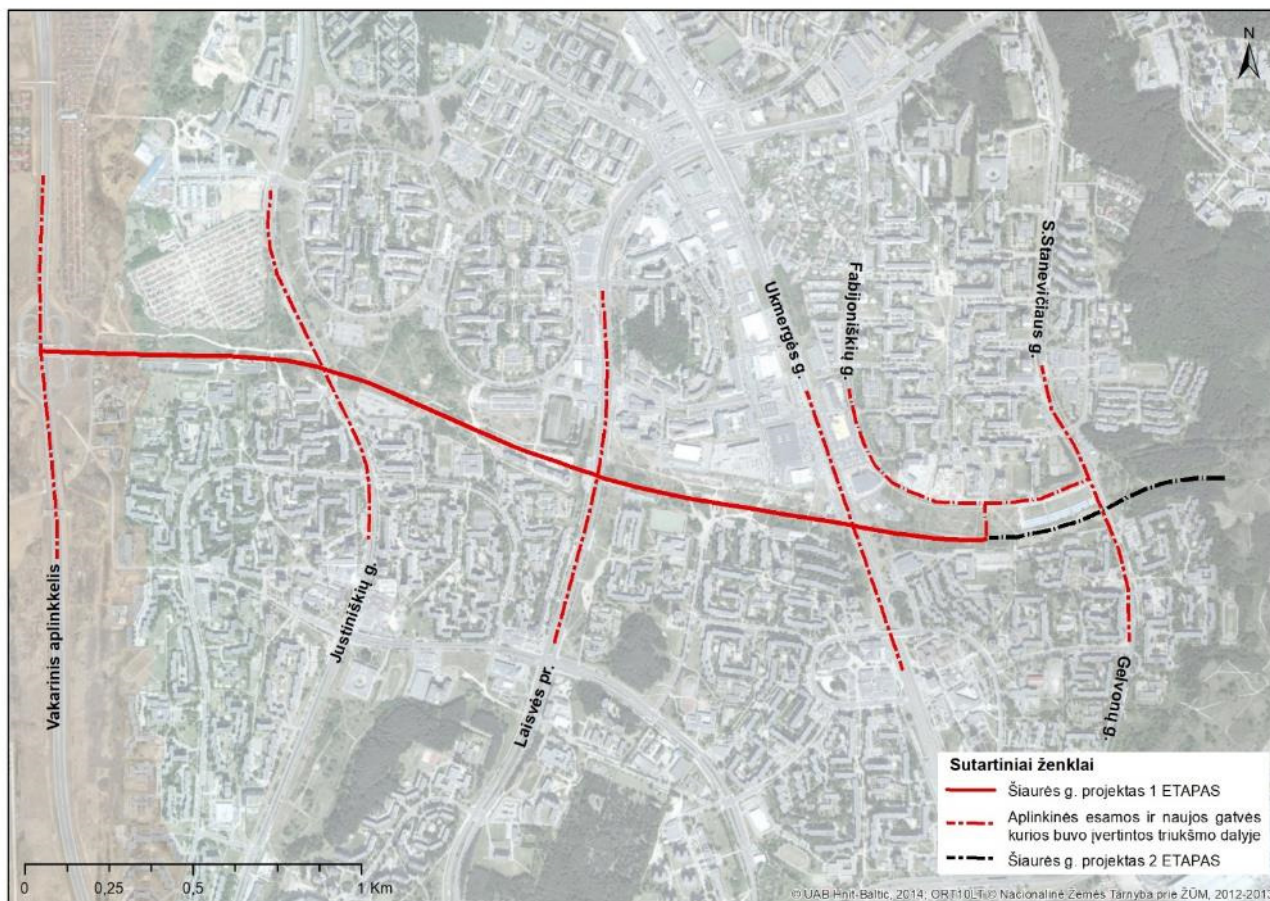 N
S.Stanevičiaus g.
Fabijoniškių g.
Ukmergės g.
Vakarinis aplinkkelis
Justiniškių g.
Laisvės pr.
Gelvonų g.
Sutartiniai ženklai
Šiaurės g. projektas 1 ETAPAS
Aplinkinės esamos ir naujos gatvės
kurios buvo įvertintos triukšmo dalyje
Šiaurės g. projektas 2 ETAPAS
0 0,25 0,5 1 Km
© UAB Hnit-Baltic, 2014; ORT10LT © Nacionalinė Žemės Tarnyba prie ŽŪM, 2012-2013